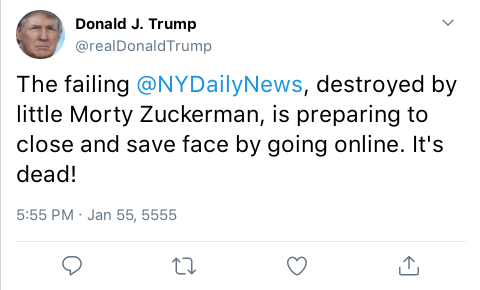 Donald J. Trump
@realDonaldTrump
The failing @NYDailyNews, destroyed by
little Morty Zuckerman, is preparing to
close and save face by going online. It's
dead!
5:55 PM · Jan 55, 5555